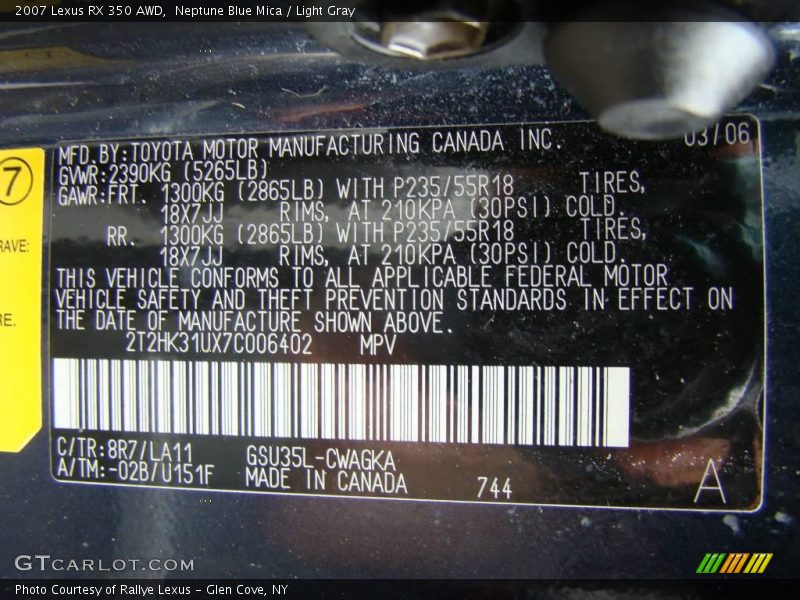 2007 Lexus RX 350 AWD, Neptune Blue Mica / Light Gray
03/06
MFD.BY:TOYOTA MOTOR MANUFACTURING CANADA INC.
GVWR:2390KG (5265LB)
GAWR:FRT. 1300KG (2865LB) WITH P235/55R18 TIRES,
18X7JJ RIMS, AT 210KPA (30PSI) COLD.
RR. 1300KG (2865LB) WITH P235/55R18 TIRES,
18X7JJ RIMS, AT 210KPA (30PSI) COLD.
THIS VEHICLE CONFORMS TO ALL APPLICABLE FEDERAL MOTOR
VEHICLE SAFETY AND THEFT PREVENTION STANDARDS IN EFFECT ON
THE DATE OF MANUFACTURE SHOWN ABOVE.
2T2HK31UX7C006402 MPV
C/TR:8R7/LA11 GSU35L-CWAGKA
A/TM:-02B/U151F MADE IN CANADA 744 A
7
RAVE:
RE.
GTCARLOT.COM
Photo Courtesy of Rallye Lexus - Glen Cove, NY